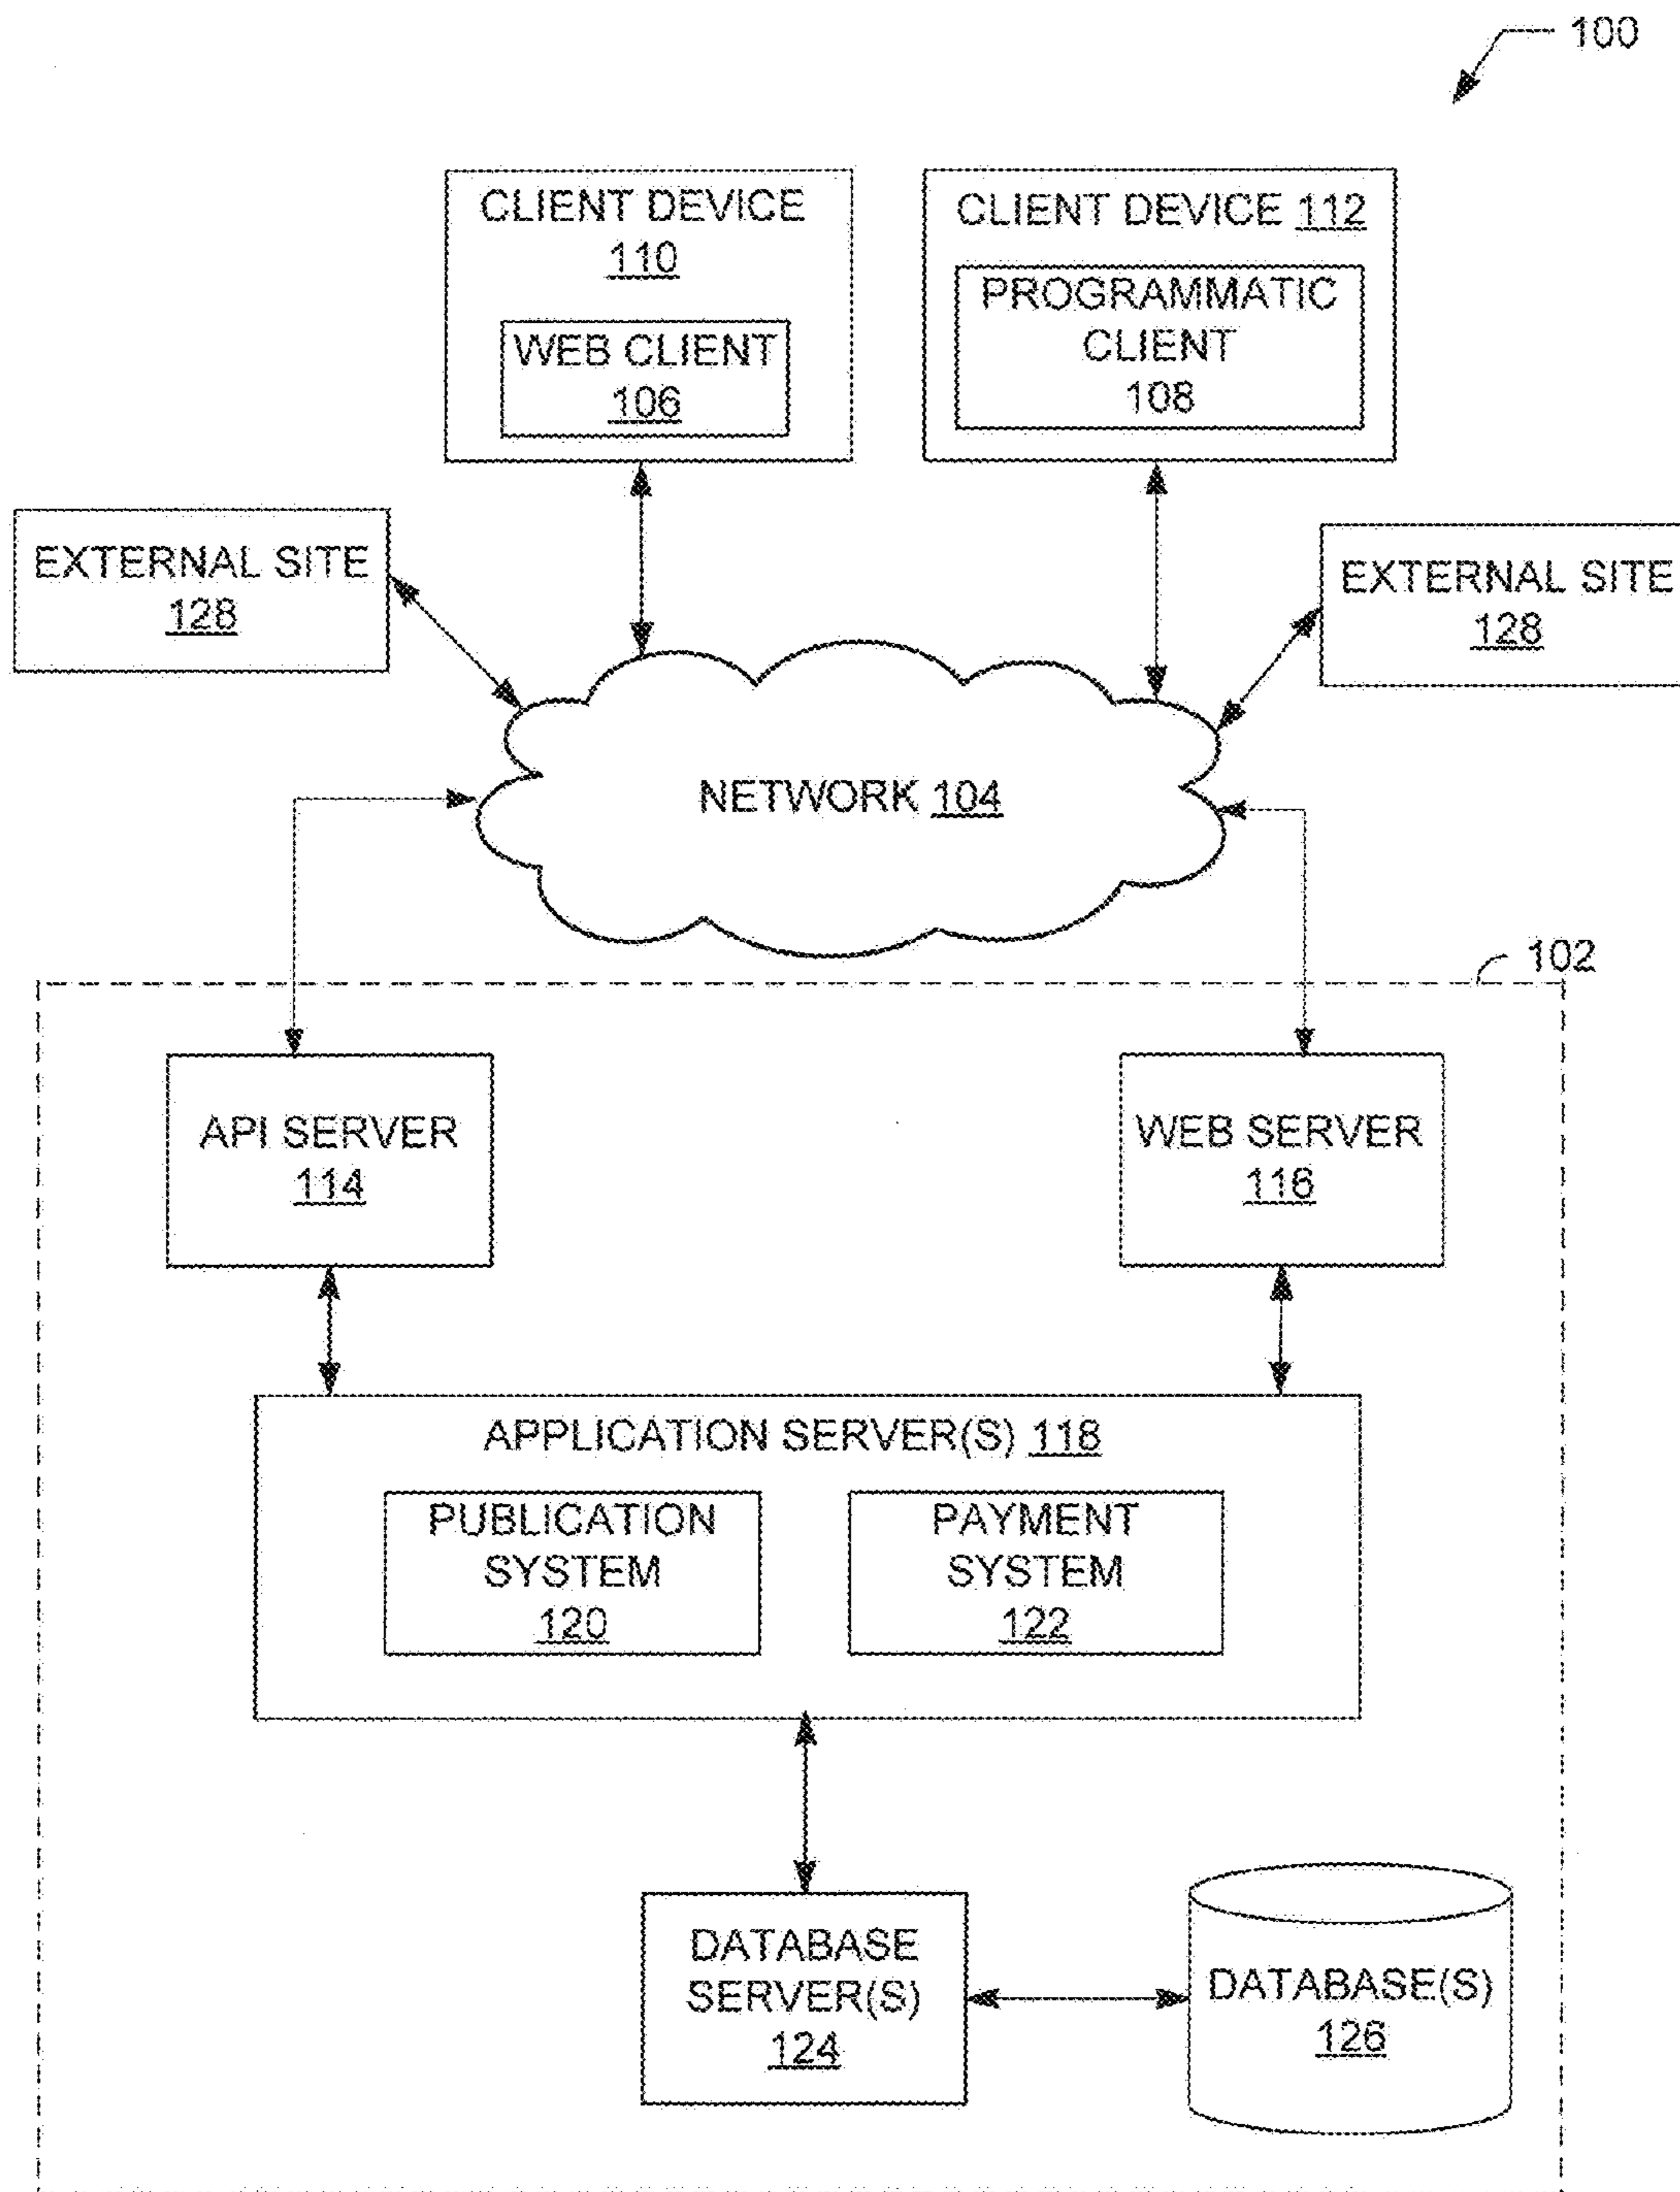 100
CLIENT DEVICE
110
WEB CLIENT
106
CLIENT DEVICE 112
PROGRAMMATIC
CLIENT
108
EXTERNAL SITE
128
EXTERNAL SITE
128
NETWORK 104
102
API SERVER
114
WEB SERVER
116
APPLICATION SERVER(S) 118
PUBLICATION
SYSTEM
120
PAYMENT
SYSTEM
122
DATABASE
SERVER(S)
124
DATABASE(S)
126